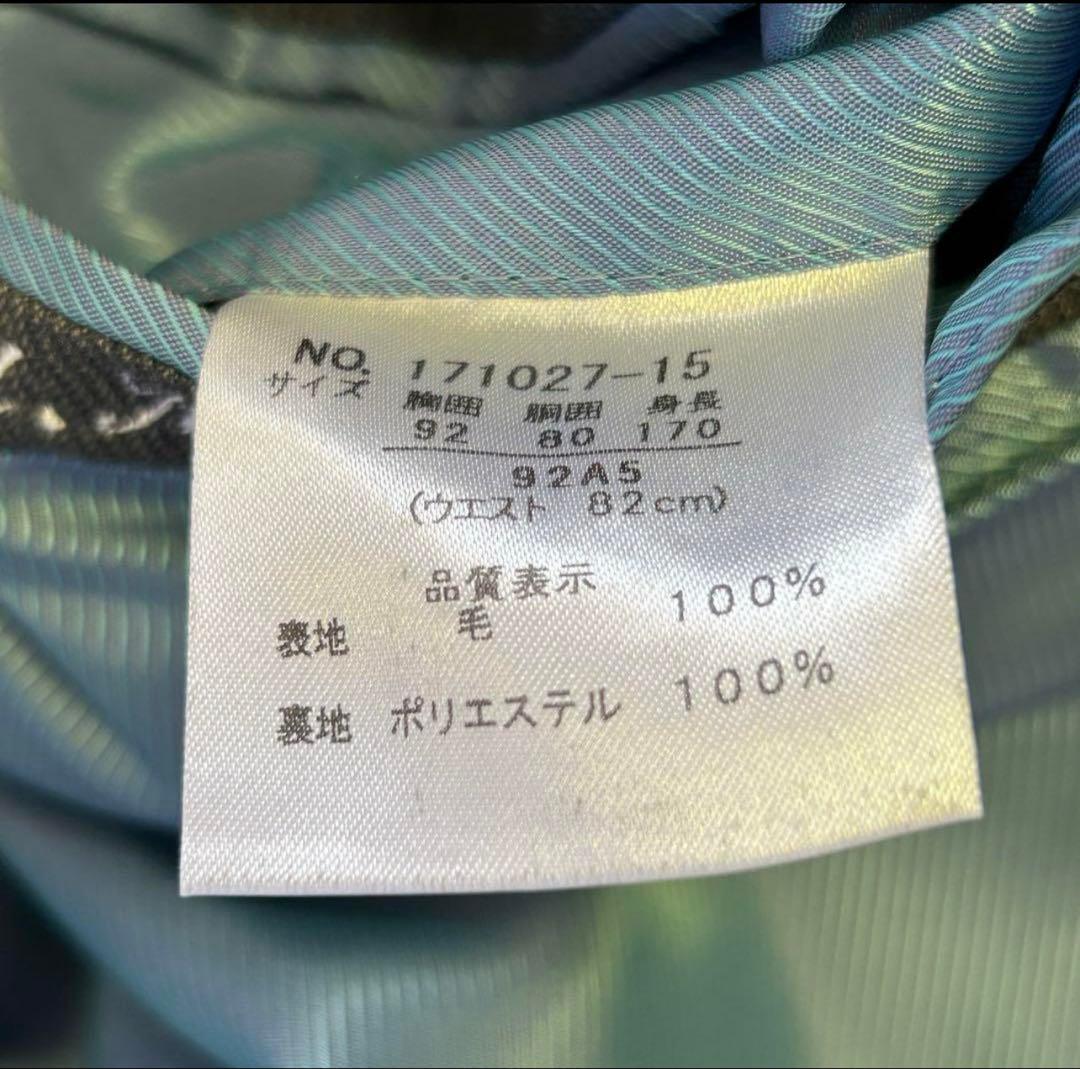 NO. 171027-15
サイズ 胸囲 胴囲 身長
92 80 170
92A5
(ウエスト 82cm)
品質表示
表地 毛 100%
裏地 ポリエステル 100%